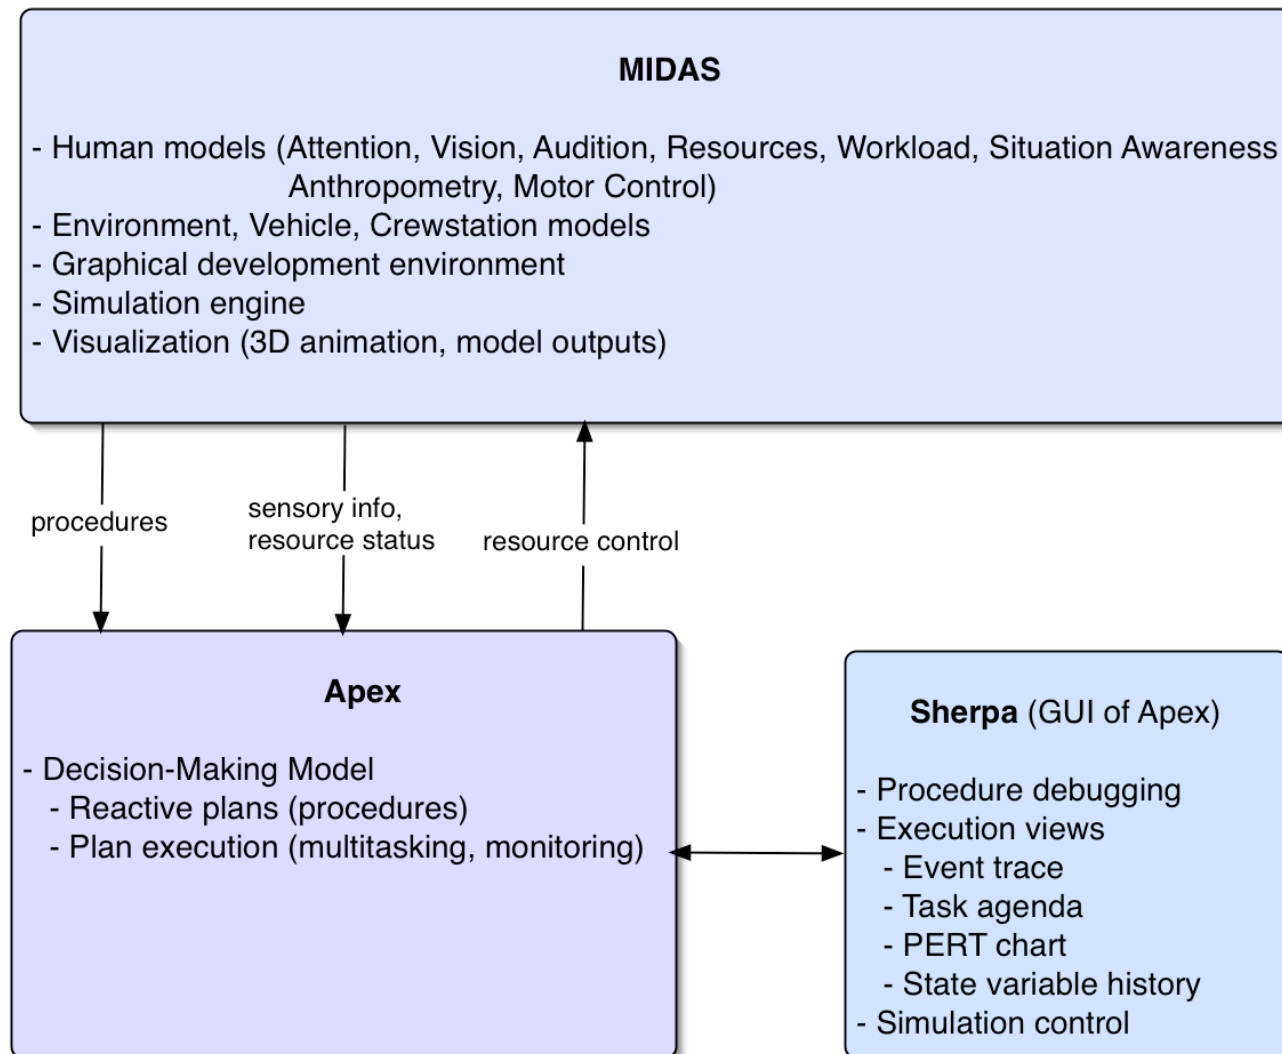 MIDAS
- Human models (Attention, Vision, Audition, Resources, Workload, Situation Awareness
Anthropometry, Motor Control)
- Environment, Vehicle, Crewstation models
- Graphical development environment
- Simulation engine
- Visualization (3D animation, model outputs)
procedures
sensory info,
resource status
resource control
Apex
- Decision-Making Model
- Reactive plans (procedures)
- Plan execution (multitasking, monitoring)
Sherpa (GUI of Apex)
- Procedure debugging
- Execution views
- Event trace
- Task agenda
- PERT chart
- State variable history
- Simulation control